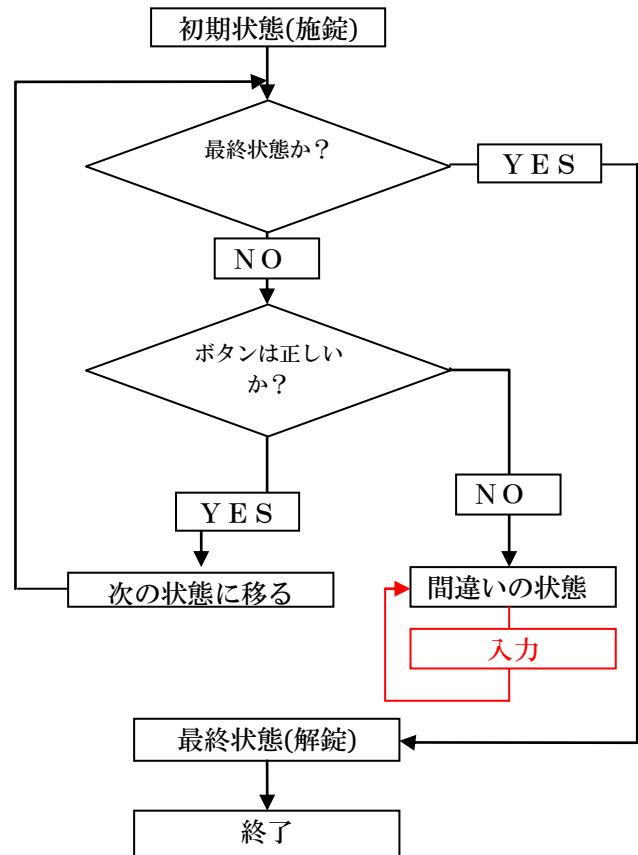 初期状態(施錠)
最終状態か？
ＹＥＳ
ＮＯ
ボタンは正しい
か？
ＹＥＳ
ＮＯ
次の状態に移る
間違いの状態
入力
最終状態(解錠)
終了